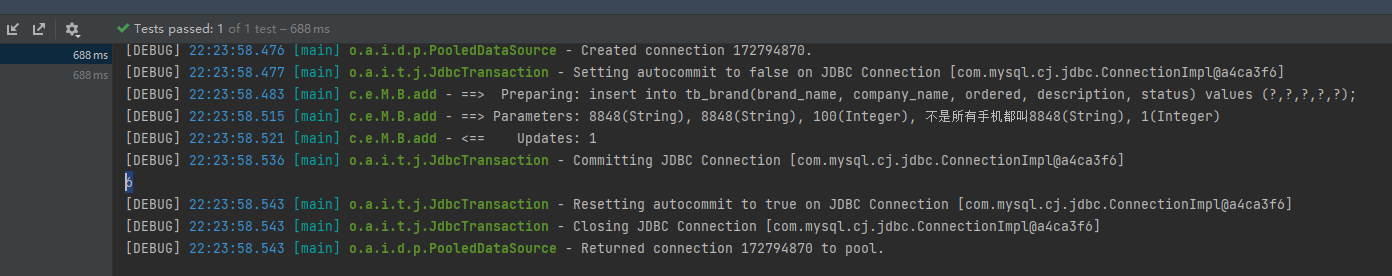 Tests passed: 1 of 1 test – 688 ms
688 ms
688 ms
[DEBUG] 22:23:58.476 [main] o.a.i.d.p.PooledDataSource - Created connection 172794870.
[DEBUG] 22:23:58.477 [main] o.a.i.t.j.JdbcTransaction - Setting autocommit to false on JDBC Connection [com.mysql.cj.jdbc.ConnectionImpl@a4ca3f6]
[DEBUG] 22:23:58.483 [main] c.e.M.B.add - ==>  Preparing: insert into tb_brand(brand_name, company_name, ordered, description, status) values (?,?,?,?,?);
[DEBUG] 22:23:58.515 [main] c.e.M.B.add - ==> Parameters: 8848(String), 8848(String), 100(Integer), 不是所有手机都叫8848(String), 1(Integer)
[DEBUG] 22:23:58.521 [main] c.e.M.B.add - <==    Updates: 1
[DEBUG] 22:23:58.536 [main] o.a.i.t.j.JdbcTransaction - Committing JDBC Connection [com.mysql.cj.jdbc.ConnectionImpl@a4ca3f6]
6
[DEBUG] 22:23:58.543 [main] o.a.i.t.j.JdbcTransaction - Resetting autocommit to true on JDBC Connection [com.mysql.cj.jdbc.ConnectionImpl@a4ca3f6]
[DEBUG] 22:23:58.543 [main] o.a.i.t.j.JdbcTransaction - Closing JDBC Connection [com.mysql.cj.jdbc.ConnectionImpl@a4ca3f6]
[DEBUG] 22:23:58.543 [main] o.a.i.d.p.PooledDataSource - Returned connection 172794870 to pool.